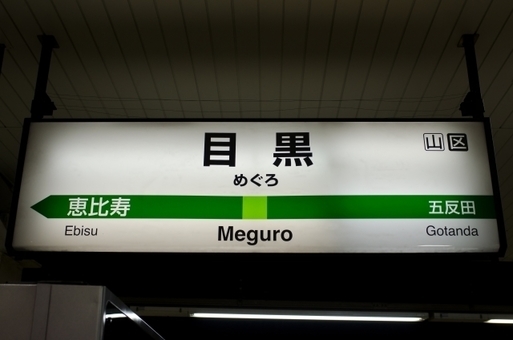 目黒
山区
めぐろ
恵比寿 五反田
Ebisu Meguro Gotanda